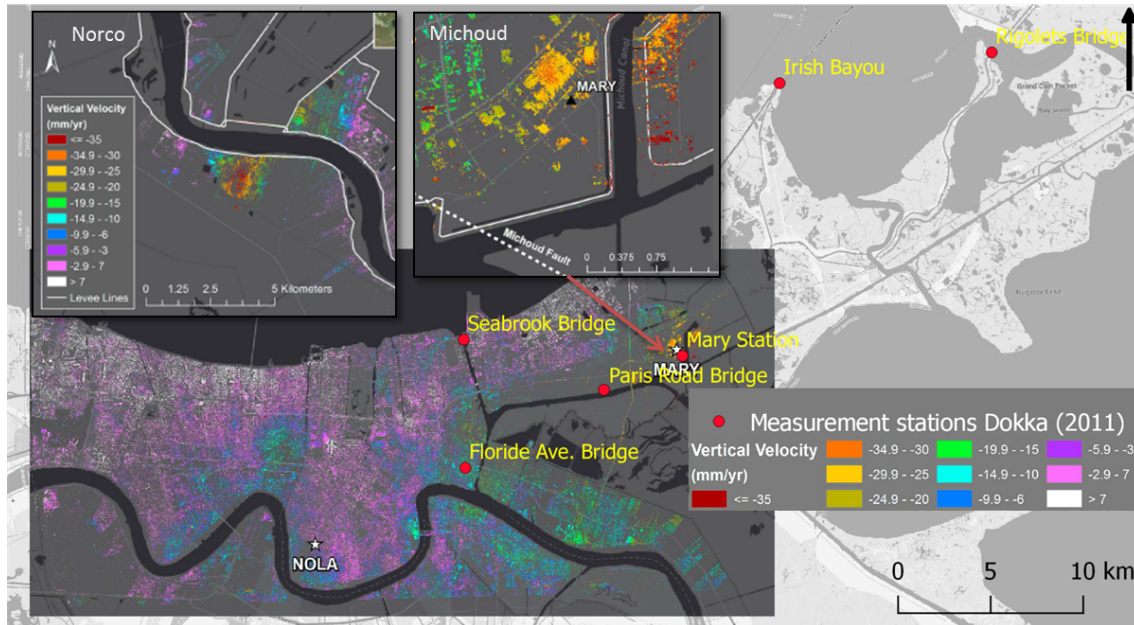 Norco
N
Vertical Velocity
(mm/yr)
<= -35
-34.9 - -30
-29.9 - -25
-24.9 - -20
-19.9 - -15
-14.9 - -10
-9.9 - -6
-5.9 - -3
-2.9 - 7
> 7
Levee Lines
0 1.25 2.5 5 Kilometers
Michoud
MARY
Michoud Canal
Michoud Fault
0 0.375 0.75
Rigolets Bridge
Irish Bayou
Seabrook Bridge
Mary Station
MARY
Paris Road Bridge
Floride Ave. Bridge
NOLA
Measurement stations Dokka (2011)
Vertical Velocity
(mm/yr)
<= -35
-34.9 - -30
-29.9 - -25
-24.9 - -20
-19.9 - -15
-14.9 - -10
-9.9 - -6
-5.9 - -3
-2.9 - 7
> 7
0 5 10 km